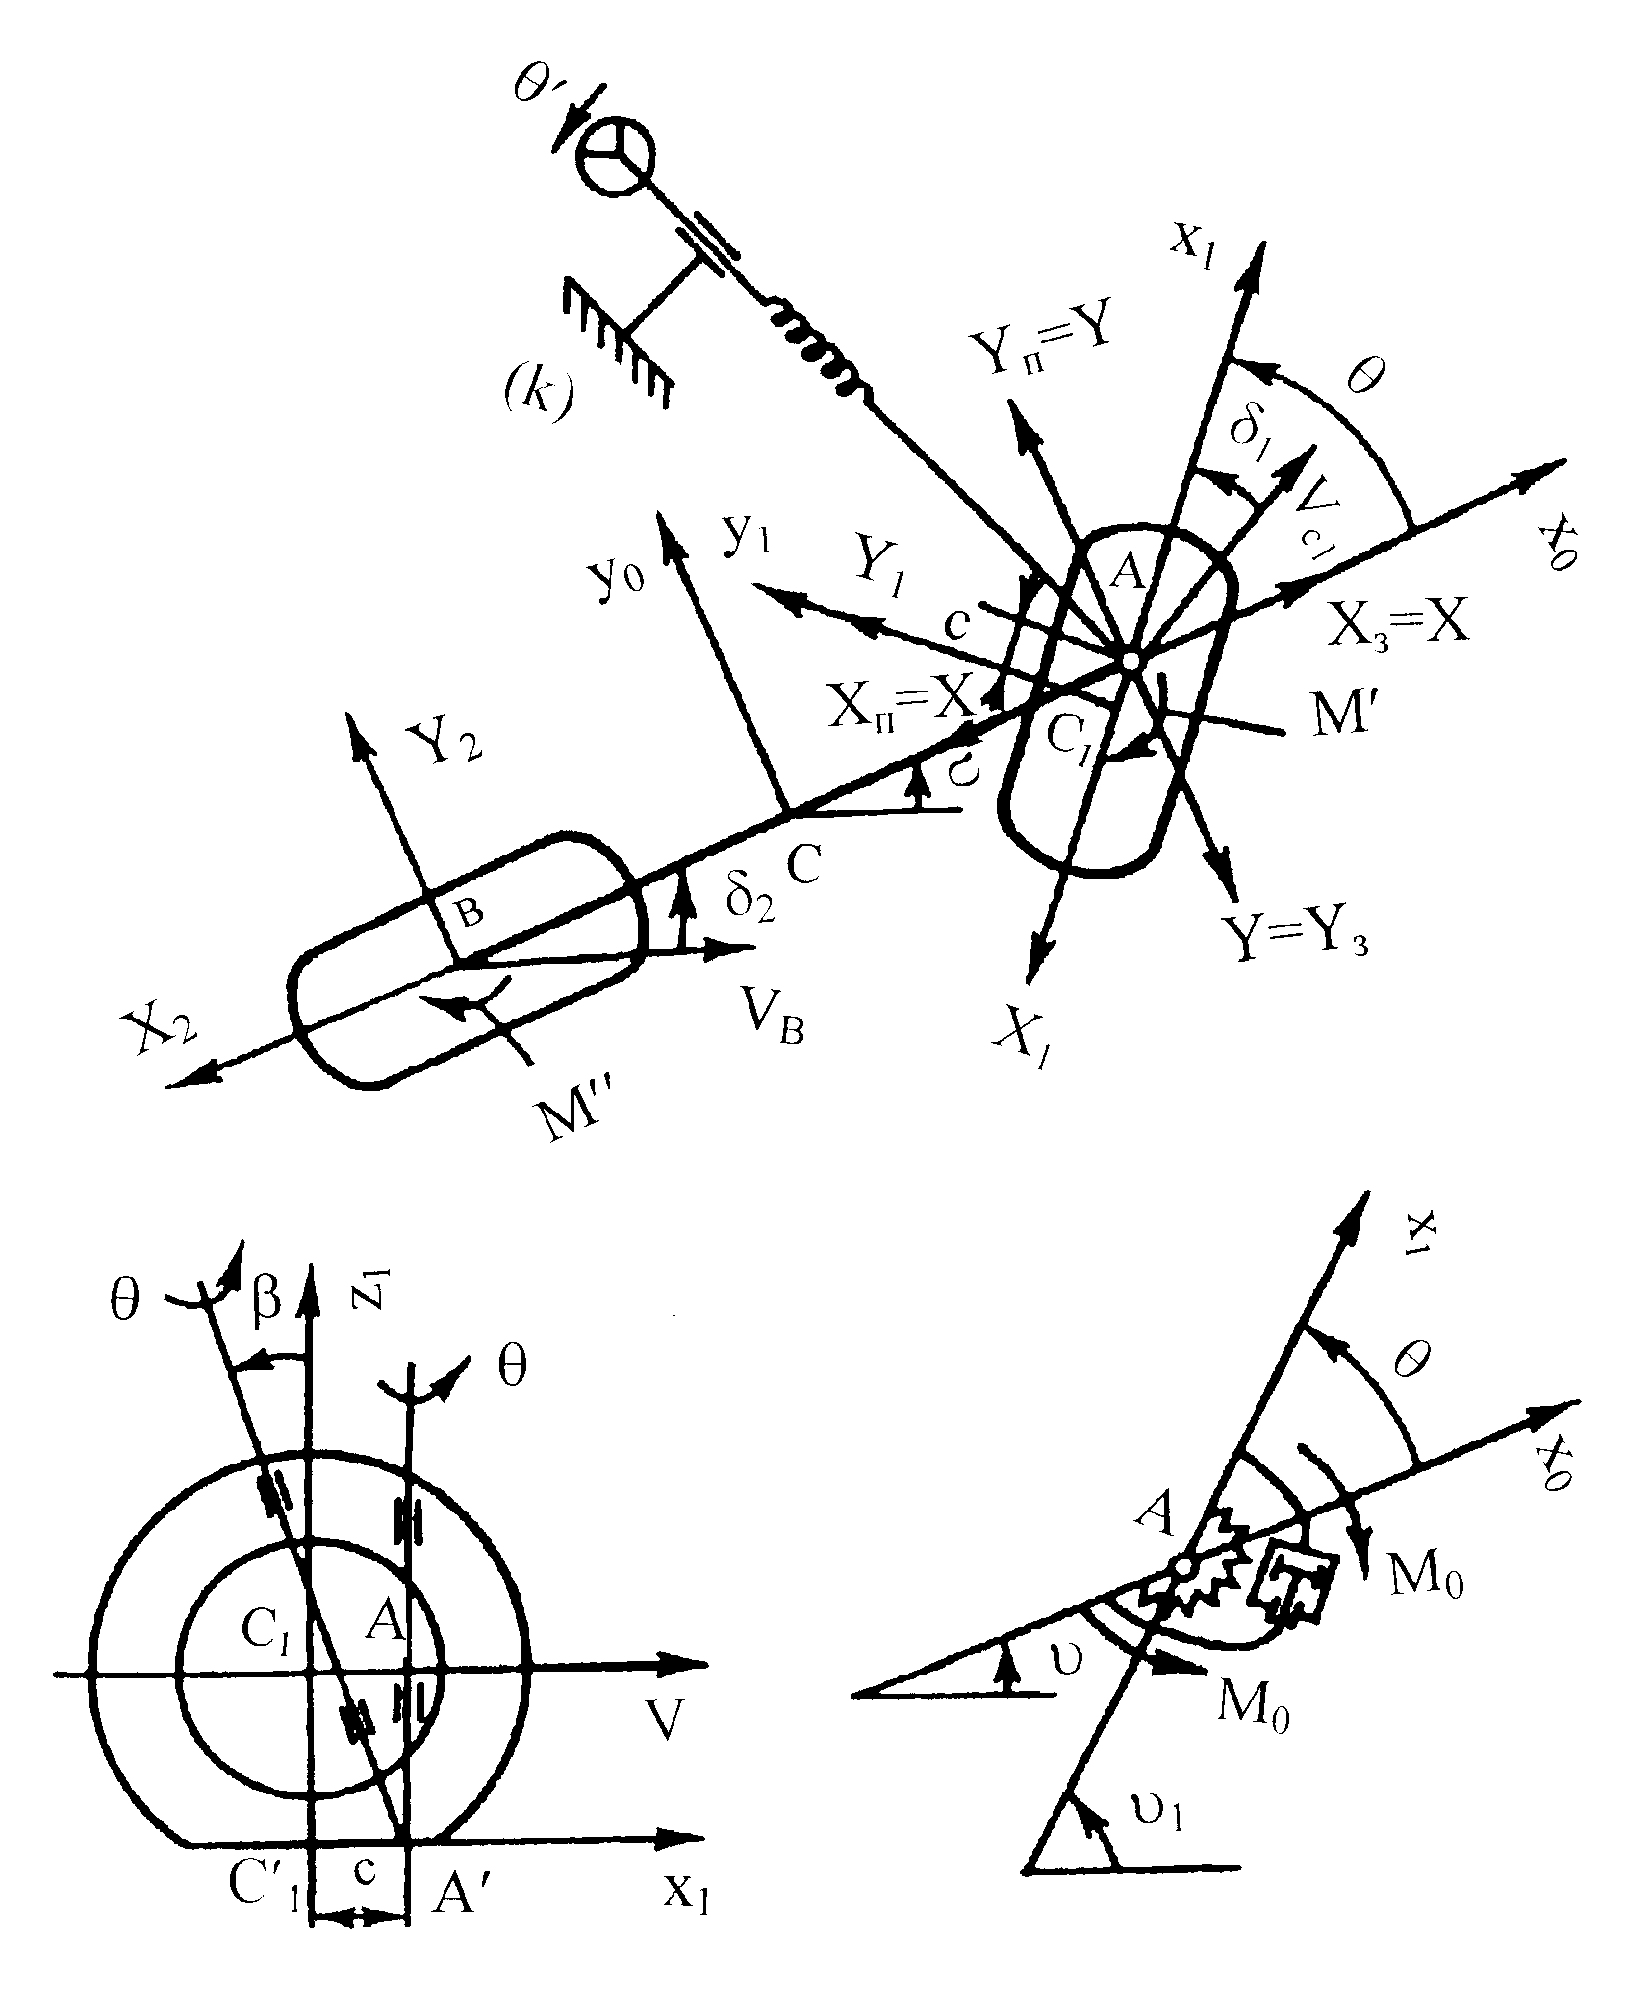 θ′
x₁
Yп=Y
θ
(k)
δ₁
Vc₁
y₁
Y₁
x₀
y₀
A
c
X₃=X
Xп=X
M′
Y₂
C₁
υ
C
δ₂
B
Y=Y₃
V_B
X₂
X₁
M″
x₁
θ
β
z₁
θ
θ
x₀
A
M₀
C₁
A
υ
M₀
V
υ₁
C′₁
c
A′
x₁